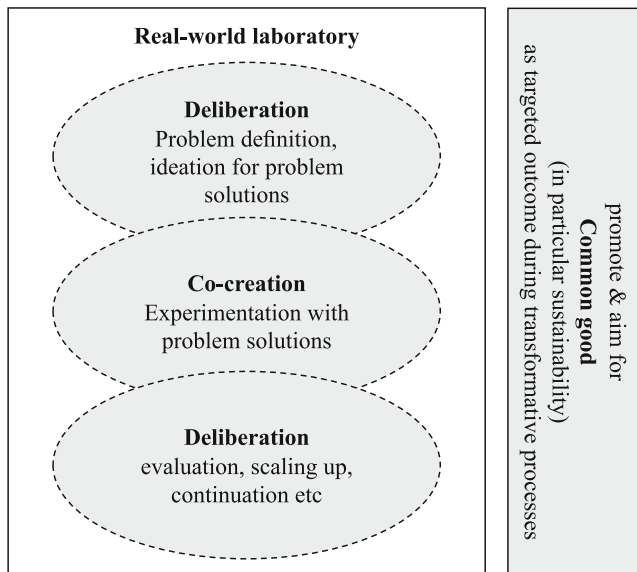 Real-world laboratory
Deliberation
Problem definition,
ideation for problem
solutions
Co-creation
Experimentation with
problem solutions
Deliberation
evaluation, scaling up,
continuation etc
promote & aim for
Common good
(in particular sustainability)
as targeted outcome during transformative processes